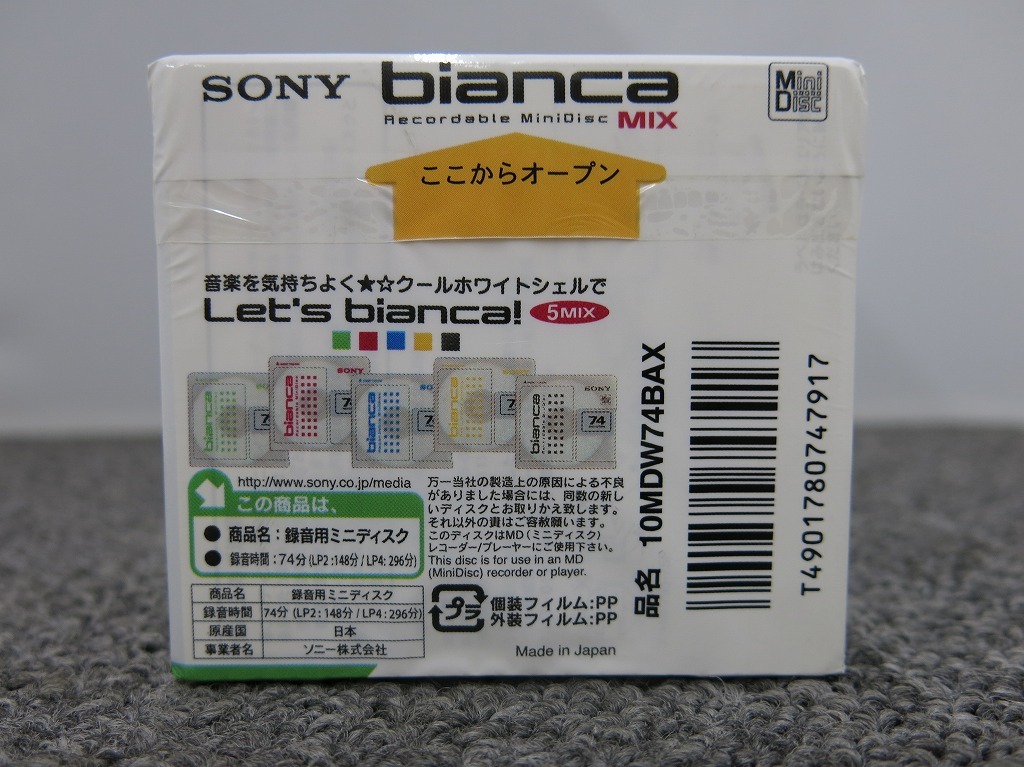 SONY bianca
Recordable MiniDisc MIX
Mini Disc
ここからオープン
音楽を気持ちよく★☆クールホワイトシェルで
Let's bianca! 5MIX
bianca
SONY
bianca
bianca
bianca
SONY
bianca
74
http://www.sony.co.jp/media
この商品は、
● 商品名：録音用ミニディスク
● 録音時間：74分(LP2:148分/LP4:296分)
商品名 録音用ミニディスク
録音時間 74分 (LP2:148分/LP4:296分)
原産国 日本
事業者名 ソニー株式会社
万一当社の製造上の原因による不良
がありました場合には、同数の新し
いディスクとお取りかえ致します。
それ以外の責はご容赦願います。
このディスクはMD(ミニディスク)
レコーダー/プレーヤーにご使用下さい。
This disc is for use in an MD
(MiniDisc) recorder or player.
プラ 個装フィルム:PP
外装フィルム:PP
Made in Japan
品名 10MDW74BAX
T4901780747917